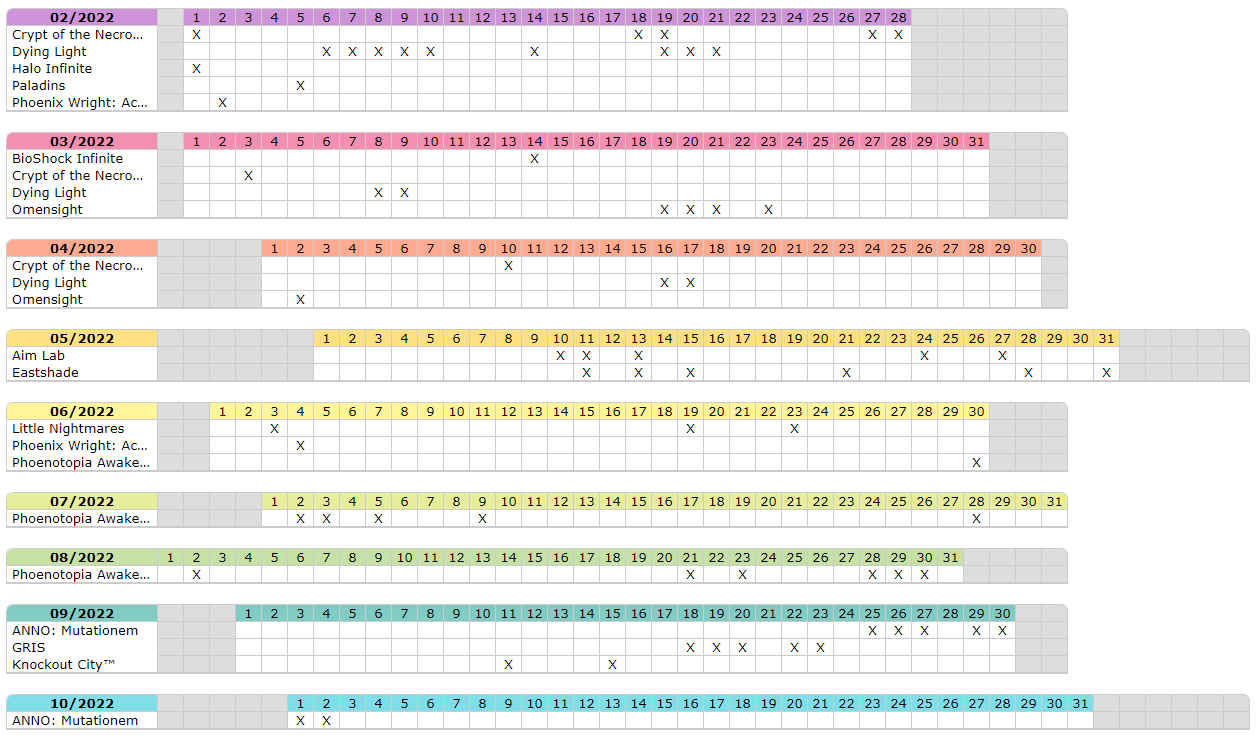 02/2022 1 2 3 4 5 6 7 8 9 10 11 12 13 14 15 16 17 18 19 20 21 22 23 24 25 26 27 28
Crypt of the Necro... X X X X X
Dying Light X X X X X X X X X
Halo Infinite X
Paladins X
Phoenix Wright: Ac... X
03/2022 1 2 3 4 5 6 7 8 9 10 11 12 13 14 15 16 17 18 19 20 21 22 23 24 25 26 27 28 29 30 31
BioShock Infinite X
Crypt of the Necro... X
Dying Light X X
Omensight X X X X
04/2022 1 2 3 4 5 6 7 8 9 10 11 12 13 14 15 16 17 18 19 20 21 22 23 24 25 26 27 28 29 30
Crypt of the Necro... X
Dying Light X X
Omensight X
05/2022 1 2 3 4 5 6 7 8 9 10 11 12 13 14 15 16 17 18 19 20 21 22 23 24 25 26 27 28 29 30 31
Aim Lab X X X X X
Eastshade X X X X X X
06/2022 1 2 3 4 5 6 7 8 9 10 11 12 13 14 15 16 17 18 19 20 21 22 23 24 25 26 27 28 29 30
Little Nightmares X X X
Phoenix Wright: Ac... X
Phoenotopia Awake... X
07/2022 1 2 3 4 5 6 7 8 9 10 11 12 13 14 15 16 17 18 19 20 21 22 23 24 25 26 27 28 29 30 31
Phoenotopia Awake... X X X X X
08/2022 1 2 3 4 5 6 7 8 9 10 11 12 13 14 15 16 17 18 19 20 21 22 23 24 25 26 27 28 29 30 31
Phoenotopia Awake... X X X X X X
09/2022 1 2 3 4 5 6 7 8 9 10 11 12 13 14 15 16 17 18 19 20 21 22 23 24 25 26 27 28 29 30
ANNO: Mutationem X X X X X
GRIS X X X X X
Knockout City™ X X
10/2022 1 2 3 4 5 6 7 8 9 10 11 12 13 14 15 16 17 18 19 20 21 22 23 24 25 26 27 28 29 30 31
ANNO: Mutationem X X